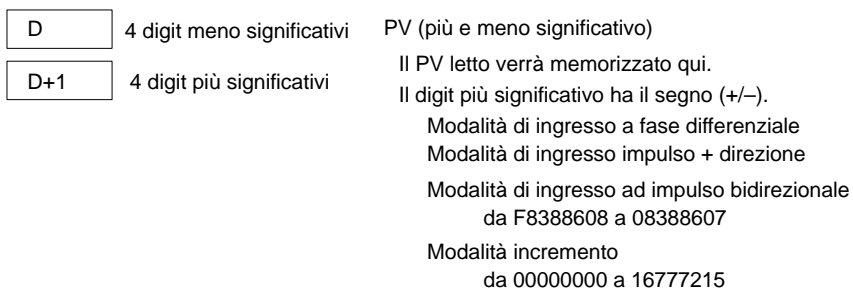 D 4 digit meno significativi PV (più e meno significativo)
Il PV letto verrà memorizzato qui.
D+1 4 digit più significativi
Il digit più significativo ha il segno (+/–).
Modalità di ingresso a fase differenziale
Modalità di ingresso impulso + direzione
Modalità di ingresso ad impulso bidirezionale
da F8388608 a 08388607
Modalità incremento
da 00000000 a 16777215